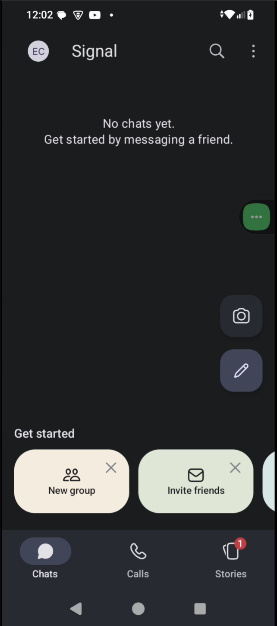 12:02
EC
Signal
No chats yet.
Get started by messaging a friend.
Get started
New group
Invite friends
1
Chats
Calls
Stories